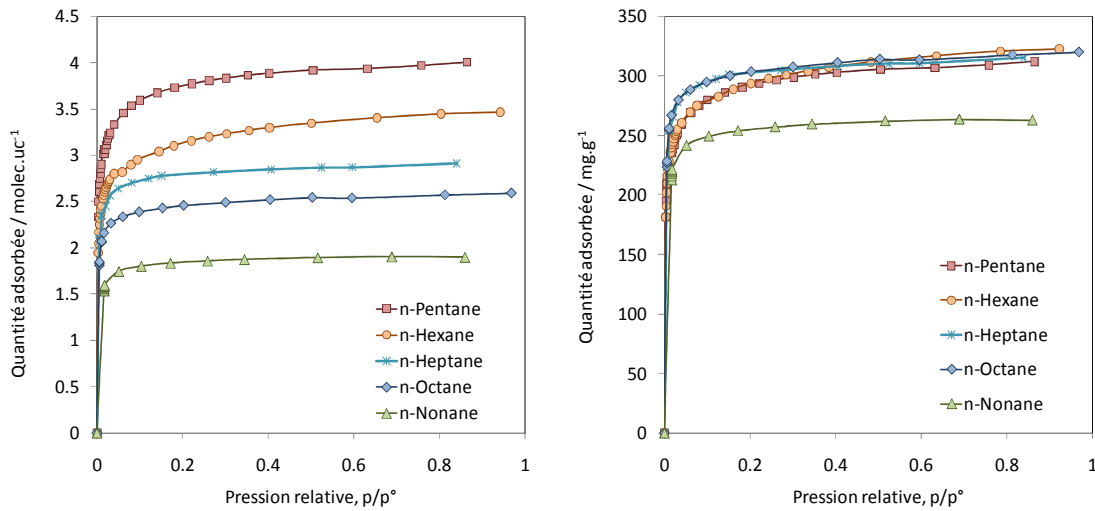 4.5
4
3.5
3
2.5
2
1.5
1
0.5
0
Quantité adsorbée / molec.uc⁻¹
n-Pentane
n-Hexane
n-Heptane
n-Octane
n-Nonane
0 0.2 0.4 0.6 0.8 1
Pression relative, p/p°
350
300
250
200
150
100
50
0
Quantité adsorbée / mg.g⁻¹
n-Pentane
n-Hexane
n-Heptane
n-Octane
n-Nonane
0 0.2 0.4 0.6 0.8 1
Pression relative, p/p°